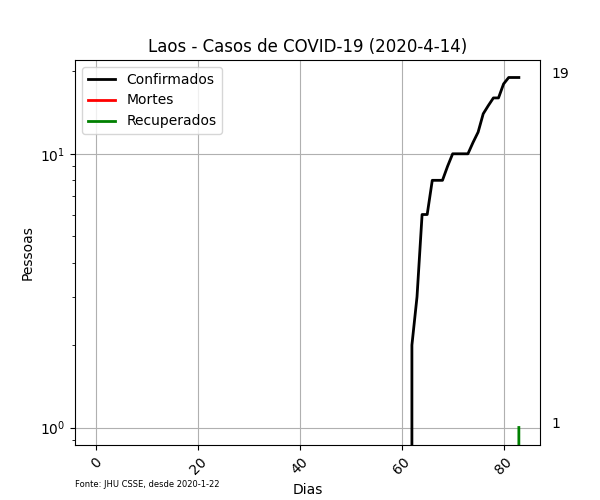 Laos - Casos de COVID-19 (2020-4-14)
Confirmados
Mortes
Recuperados
19
10¹
Pessoas
10⁰
1
0
20
40
60
80
Fonte: JHU CSSE, desde 2020-1-22
Dias